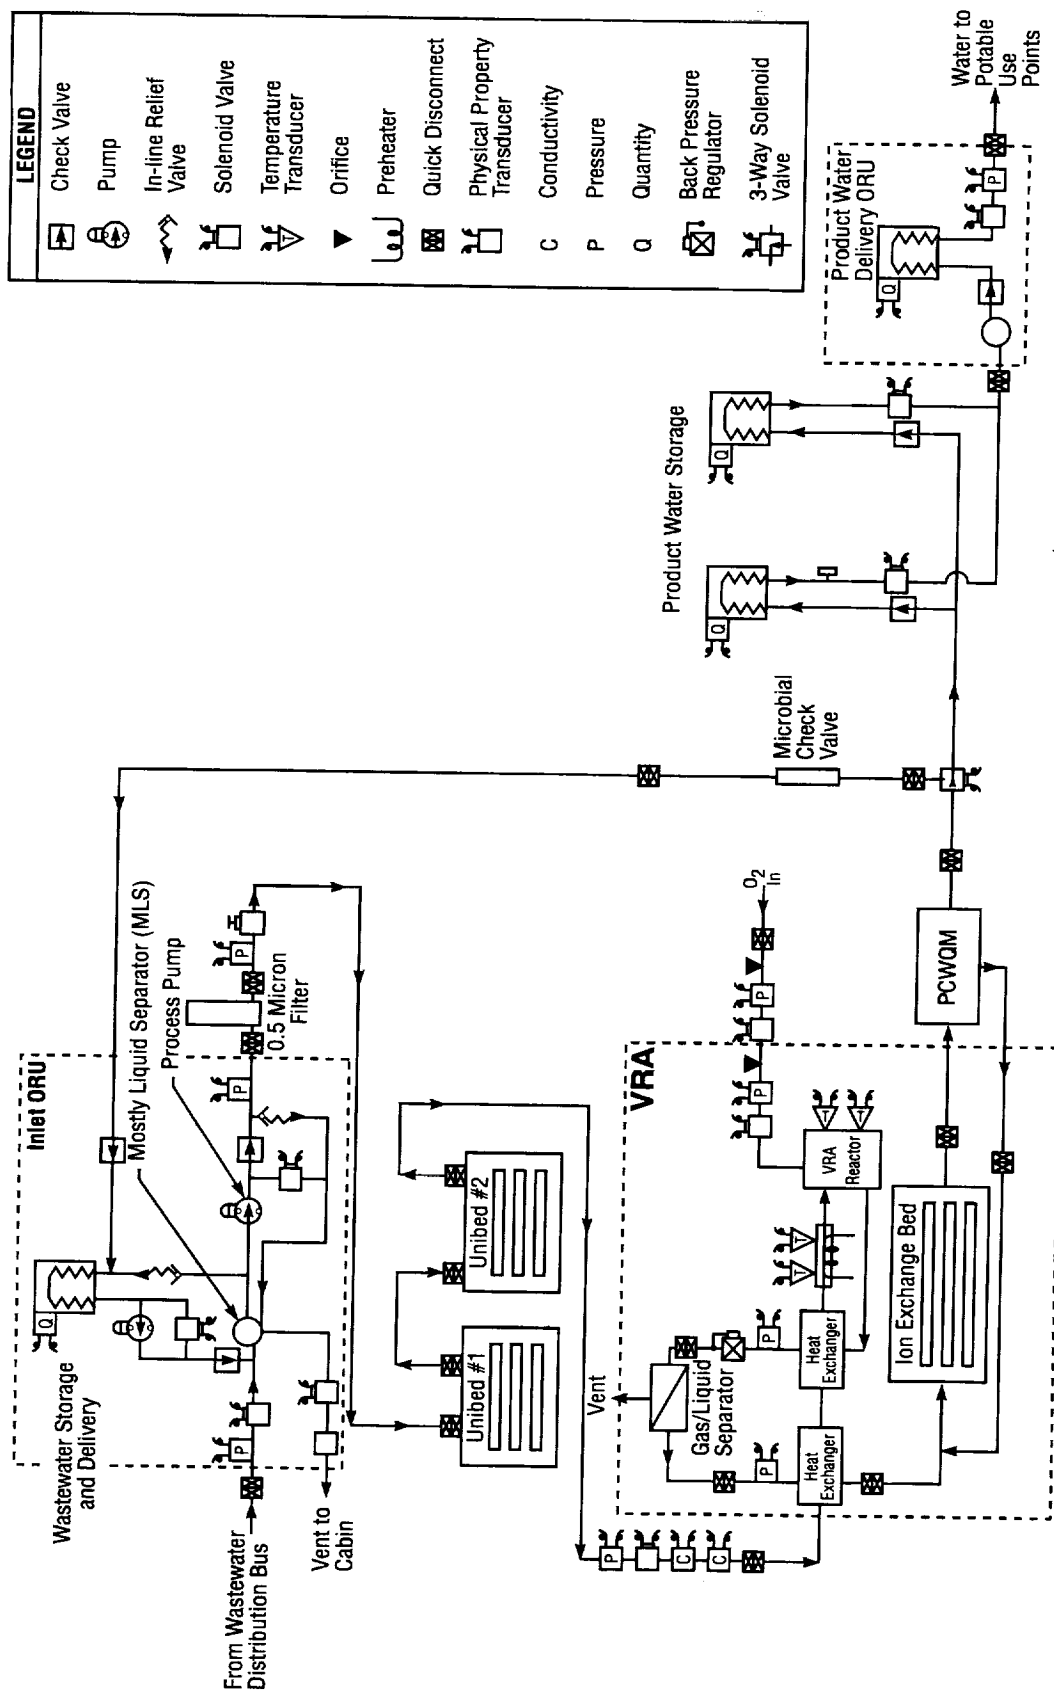 LEGEND
Check Valve
Pump
In-line Relief
Valve
Solenoid Valve
T
Temperature
Transducer
Orifice
Preheater
Quick Disconnect
Physical Property
Transducer
C
Conductivity
P
Pressure
Q
Quantity
Back Pressure
Regulator
3-Way Solenoid
Valve
Inlet ORU
Wastewater Storage
and Delivery
Q
Mostly Liquid Separator (MLS)
Process Pump
P
0.5 Micron
Filter
P
From Wastewater
Distribution Bus
P
Vent to
Cabin
Unibed #1
Unibed #2
P
C
C
VRA
Vent
Gas/Liquid
Separator
P
P
Heat
Exchanger
Heat
Exchanger
T
T
VRA
Reactor
T
T
P
P
O2
In
Ion Exchange Bed
PCWQM
Microbial
Check
Valve
Product Water Storage
Q
Q
Product Water
Delivery ORU
Q
P
Water to
Potable
Use
Points